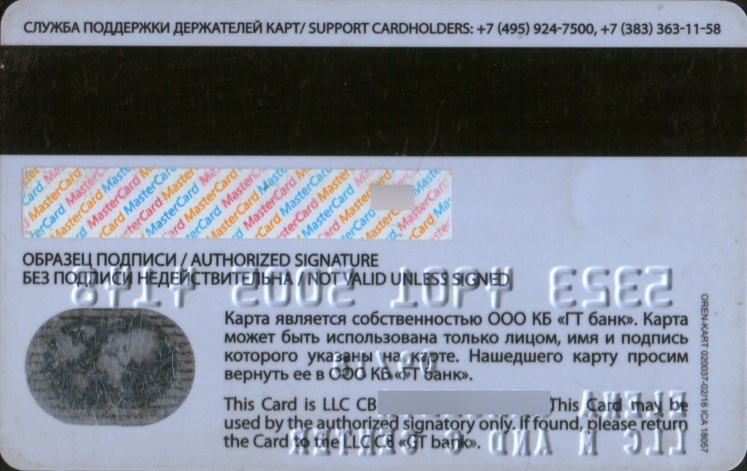 СЛУЖБА ПОДДЕРЖКИ ДЕРЖАТЕЛЕЙ КАРТ/ SUPPORT CARDHOLDERS: +7 (495) 924-7500, +7 (383) 363-11-58
MasterCard MasterCard MasterCard MasterCard
ОБРАЗЕЦ ПОДПИСИ / AUTHORIZED SIGNATURE
БЕЗ ПОДПИСИ НЕДЕЙСТВИТЕЛЬНА / NOT VALID UNLESS SIGNED
Карта является собственностью ООО КБ «ГТ банк». Карта
может быть использована только лицом, имя и подпись
которого указаны на карте. Нашедшего карту просим
вернуть ее в ООО КБ «ГТ банк».
This Card is LLC CB This Card may be
used by the authorized signatory only. If found, please return
the Card to the LLC CB «GT bank».
OREN-KART 020037-02/16 ICA 18057